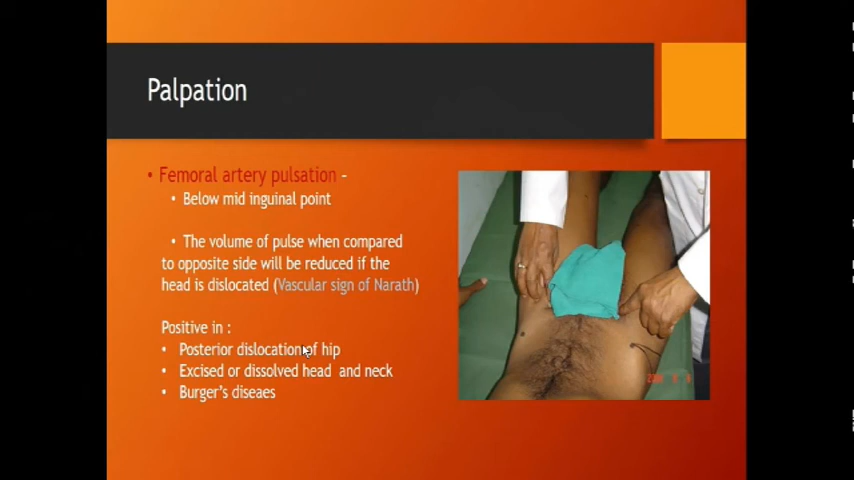 Palpation
• Femoral artery pulsation –
• Below mid inguinal point
• The volume of pulse when compared
to opposite side will be reduced if the
head is dislocated (Vascular sign of Narath)
Positive in :
• Posterior dislocation of hip
• Excised or dissolved head and neck
• Burger's diseaes